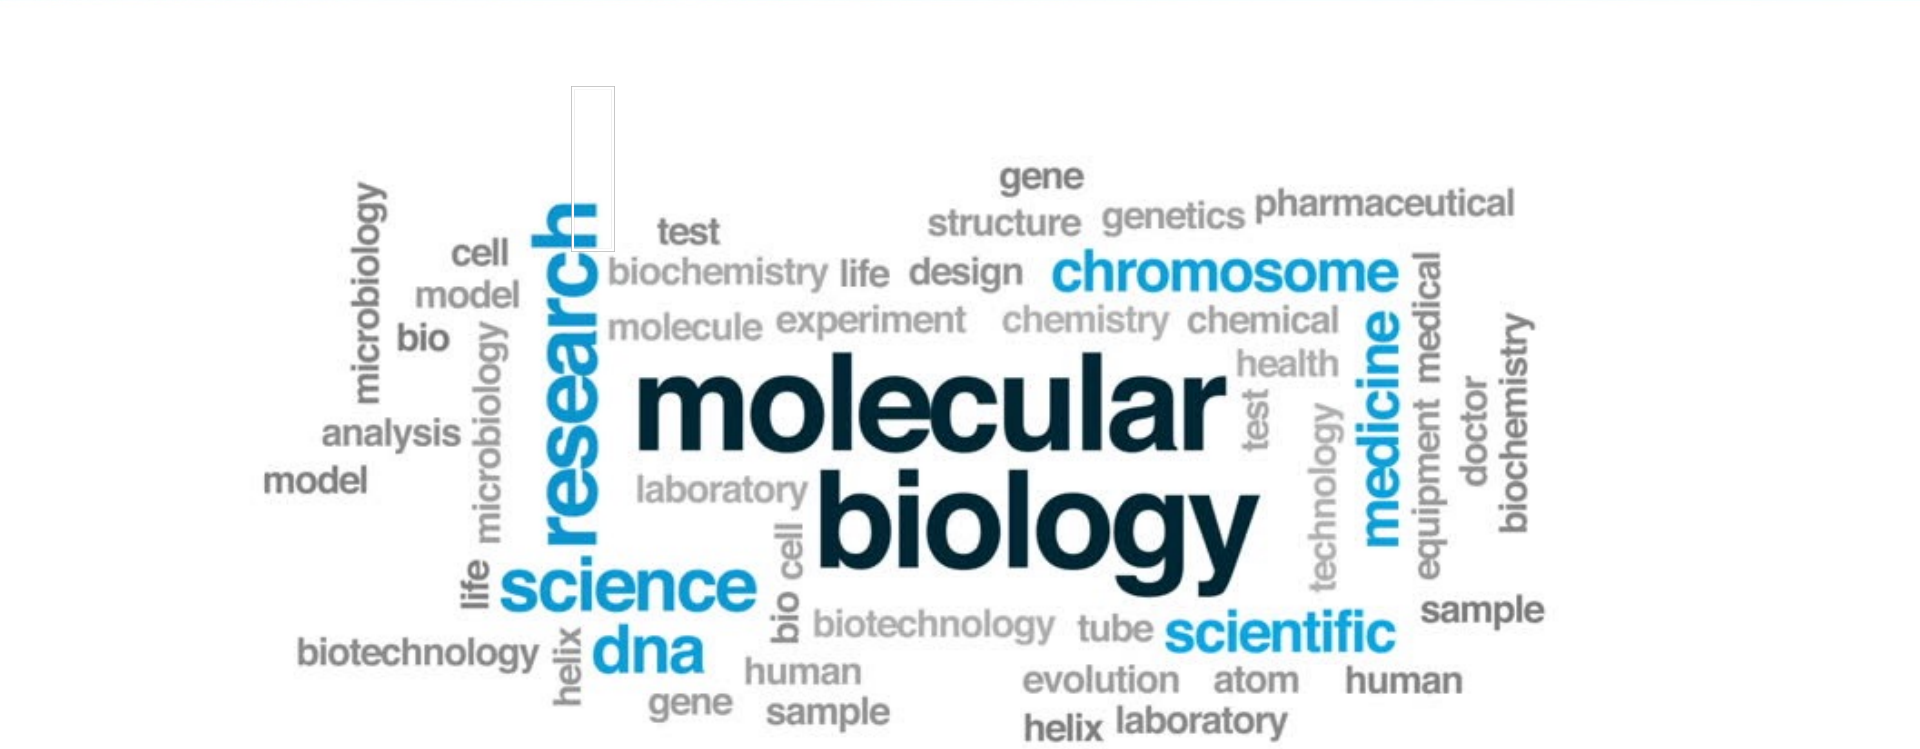 gene
microbiology
pharmaceutical
research
test
structure
genetics
cell
biochemistry
life
design
chromosome
medical
model
molecule
experiment
chemistry
chemical
medicine
biochemistry
bio
microbiology
molecular
health
test
doctor
analysis
technology
equipment
model
laboratory
biology
cell
life
science
bio
biotechnology
tube
scientific
sample
biotechnology
helix
dna
human
evolution
atom
human
gene
sample
helix
laboratory